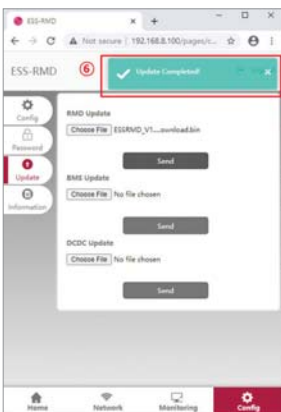 ESS-RMD
Not secure | 192.168.8.100/pages/c...
ESS-RMD
⑥ Update Completed!
Config
Password
Update
Information
RMD Update
Choose File ESSRMD_V1....ownload.bin
Send
BMS Update
Choose File No file chosen
Send
DCDC Update
Choose File No file chosen
Send
Home Network Monitoring Config